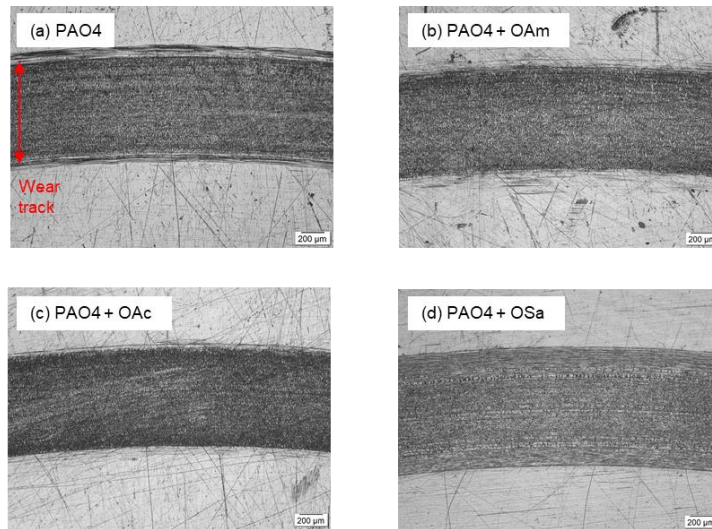 (a) PAO4
Wear
track
200 µm
(b) PAO4 + OAm
200 µm
(c) PAO4 + OAc
200 µm
(d) PAO4 + OSa
200 µm